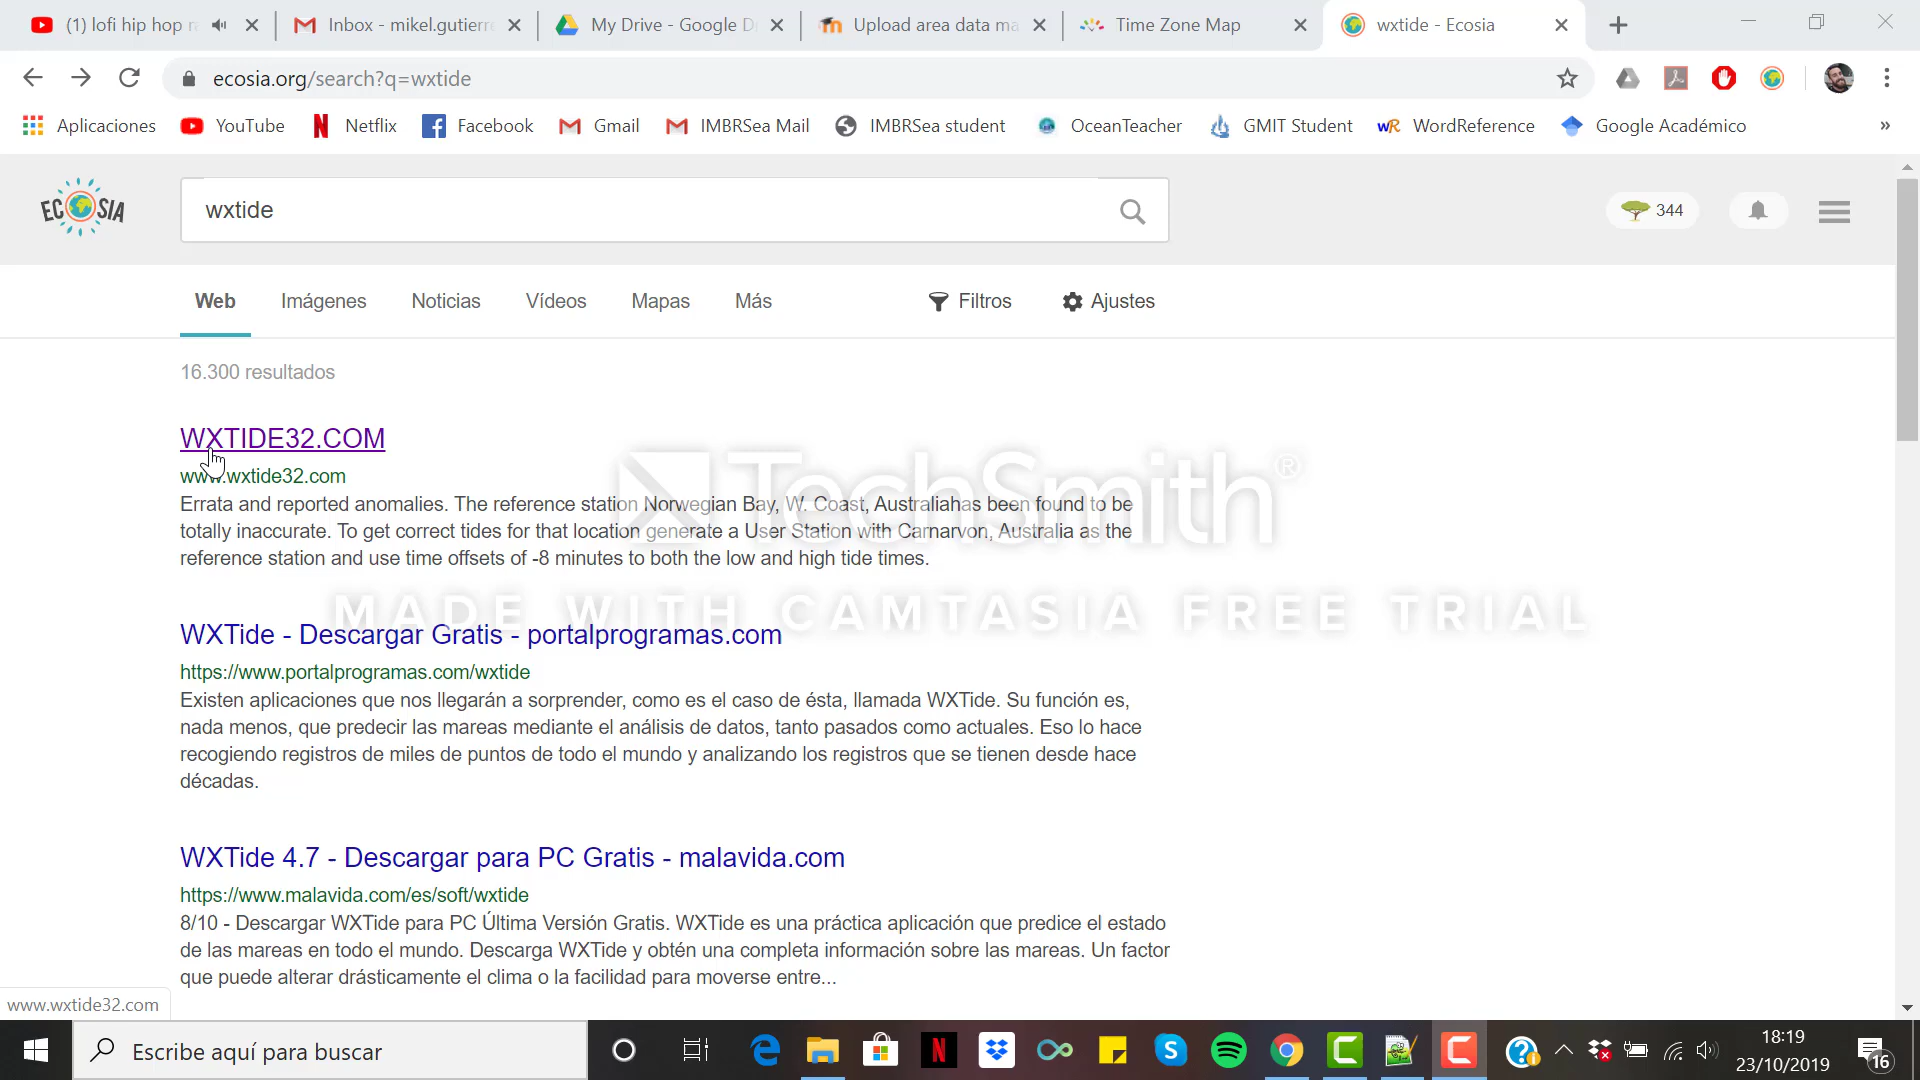 (1) lofi hip hop r
Inbox - mikel.gutierre
My Drive - Google D
Upload area data ma
Time Zone Map
wxtide - Ecosia
ecosia.org/search?q=wxtide
Aplicaciones
YouTube
Netflix
Facebook
Gmail
IMBRSea Mail
IMBRSea student
OceanTeacher
GMIT Student
WordReference
Google Académico
»
ECOSIA
wxtide
344
Web
Imágenes
Noticias
Vídeos
Mapas
Más
Filtros
Ajustes
16.300 resultados
WXTIDE32.COM
www.wxtide32.com
Errata and reported anomalies. The reference station Norwegian Bay, W. Coast, Australiahas been found to be
totally inaccurate. To get correct tides for that location generate a User Station with Carnarvon, Australia as the
reference station and use time offsets of -8 minutes to both the low and high tide times.
TechSmith®
MADE WITH CAMTASIA FREE TRIAL
WXTide - Descargar Gratis - portalprogramas.com
https://www.portalprogramas.com/wxtide
Existen aplicaciones que nos llegarán a sorprender, como es el caso de ésta, llamada WXTide. Su función es,
nada menos, que predecir las mareas mediante el análisis de datos, tanto pasados como actuales. Eso lo hace
recogiendo registros de miles de puntos de todo el mundo y analizando los registros que se tienen desde hace
décadas.
WXTide 4.7 - Descargar para PC Gratis - malavida.com
https://www.malavida.com/es/soft/wxtide
8/10 - Descargar WXTide para PC Última Versión Gratis. WXTide es una práctica aplicación que predice el estado
de las mareas en todo el mundo. Descarga WXTide y obtén una completa información sobre las mareas. Un factor
que puede alterar drásticamente el clima o la facilidad para moverse entre...
www.wxtide32.com
Escribe aquí para buscar
18:19
23/10/2019
16